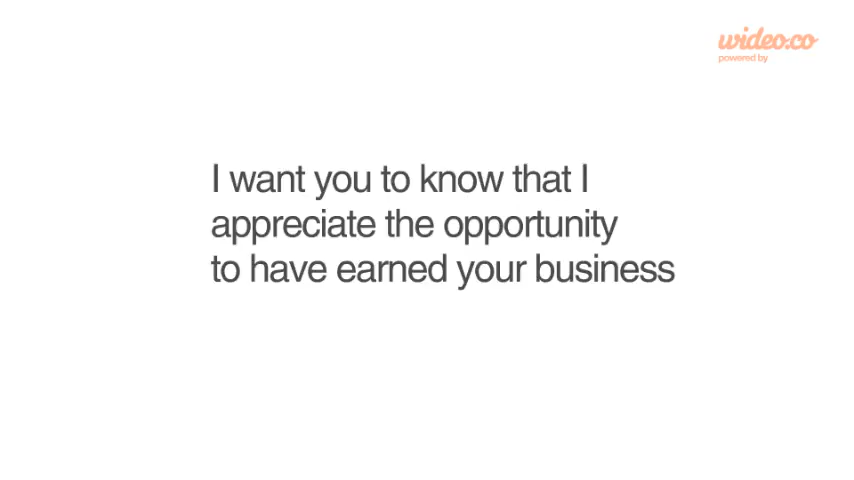 wideo.co
powered by
I want you to know that I
appreciate the opportunity
to have earned your business